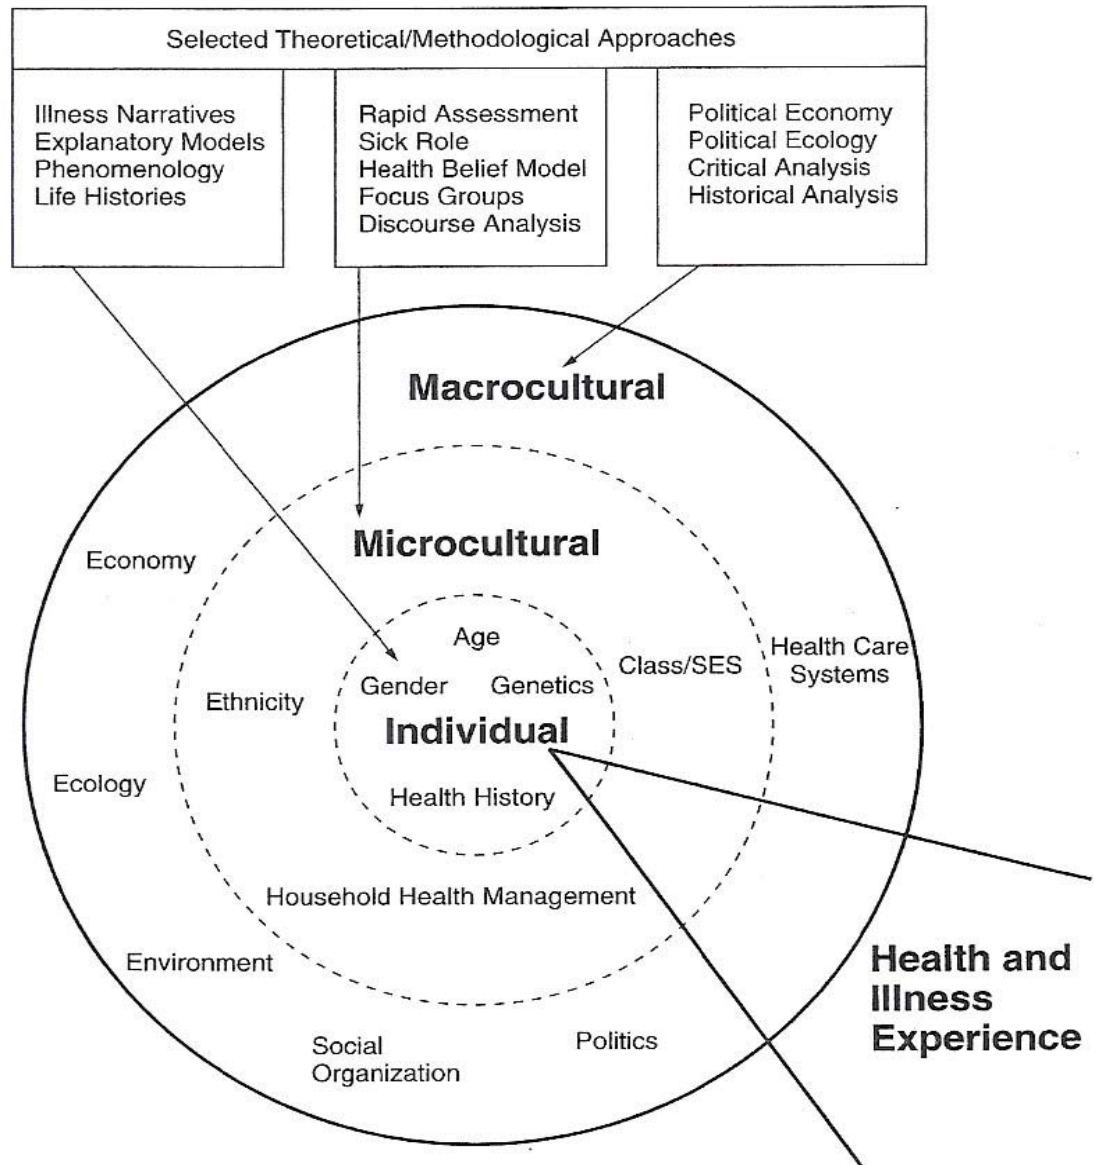 Selected Theoretical/Methodological Approaches
Illness Narratives
Explanatory Models
Phenomenology
Life Histories
Rapid Assessment
Sick Role
Health Belief Model
Focus Groups
Discourse Analysis
Political Economy
Political Ecology
Critical Analysis
Historical Analysis
Macrocultural
Microcultural
Economy
Age
Health Care
Systems
Class/SES
Gender
Genetics
Ethnicity
Individual
Ecology
Health History
Household Health Management
Environment
Health and
Illness
Experience
Social
Organization
Politics